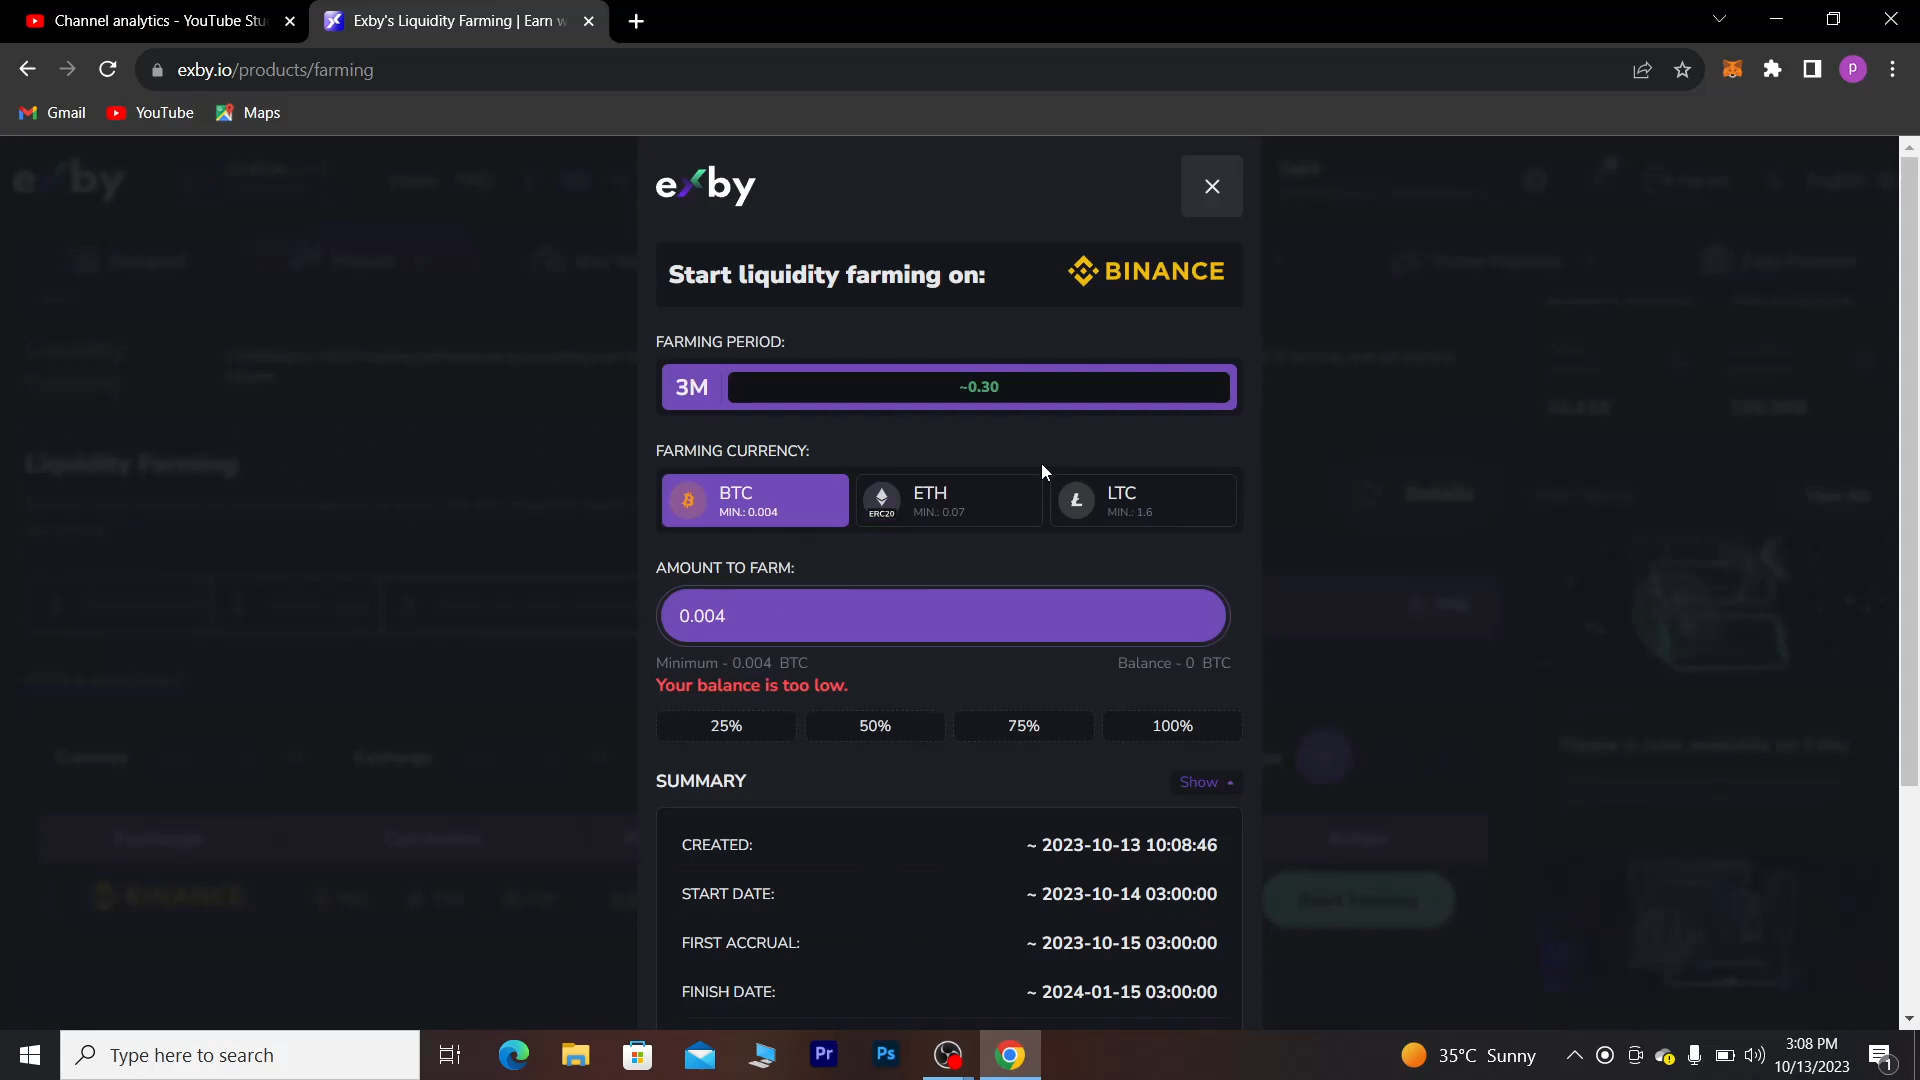 Channel analytics - YouTube Stu
Exby's Liquidity Farming | Earn w
exby.io/products/farming
P
Gmail
YouTube
Maps
exby
Start liquidity farming on:
BINANCE
FARMING PERIOD:
3M
~0.30
FARMING CURRENCY:
BTC
MIN.: 0.004
ERC20
ETH
MIN.: 0.07
LTC
MIN.: 1.6
AMOUNT TO FARM:
0.004
Minimum - 0.004 BTC
Balance - 0 BTC
Your balance is too low.
25%
50%
75%
100%
SUMMARY
Show
CREATED:
~ 2023-10-13 10:08:46
START DATE:
~ 2023-10-14 03:00:00
FIRST ACCRUAL:
~ 2023-10-15 03:00:00
FINISH DATE:
~ 2024-01-15 03:00:00
Liquidity Farming
BINANCE
Type here to search
Pr
Ps
35°C Sunny
3:08 PM
10/13/2023
1